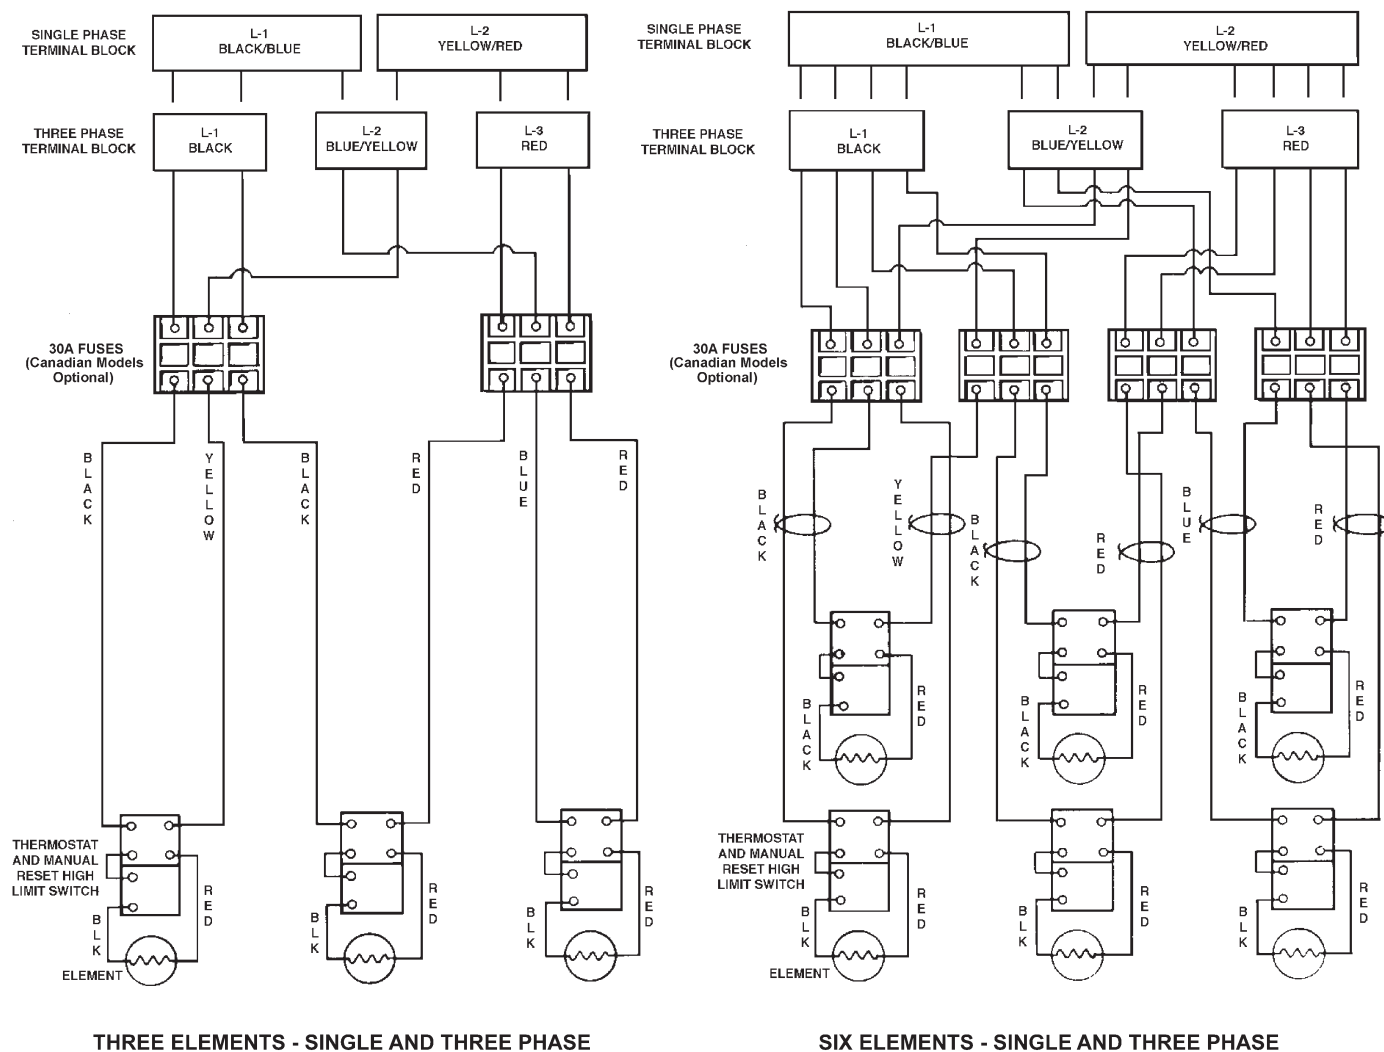 SINGLE PHASE
TERMINAL BLOCK
L-1
BLACK/BLUE
L-2
YELLOW/RED
THREE PHASE
TERMINAL BLOCK
L-1
BLACK
L-2
BLUE/YELLOW
L-3
RED
30A FUSES
(Canadian Models
Optional)
BLACK
YELLOW
BLACK
RED
BLUE
RED
THERMOSTAT
AND MANUAL
RESET HIGH
LIMIT SWITCH
BLK
RED
BLK
RED
BLK
RED
ELEMENT
THREE ELEMENTS - SINGLE AND THREE PHASE
SINGLE PHASE
TERMINAL BLOCK
L-1
BLACK/BLUE
L-2
YELLOW/RED
THREE PHASE
TERMINAL BLOCK
L-1
BLACK
L-2
BLUE/YELLOW
L-3
RED
30A FUSES
(Canadian Models
Optional)
BLACK
YELLOW
BLACK
RED
BLUE
RED
BLACK
RED
BLACK
RED
BLACK
RED
THERMOSTAT
AND MANUAL
RESET HIGH
LIMIT SWITCH
BLK
RED
BLK
RED
BLK
RED
ELEMENT
SIX ELEMENTS - SINGLE AND THREE PHASE